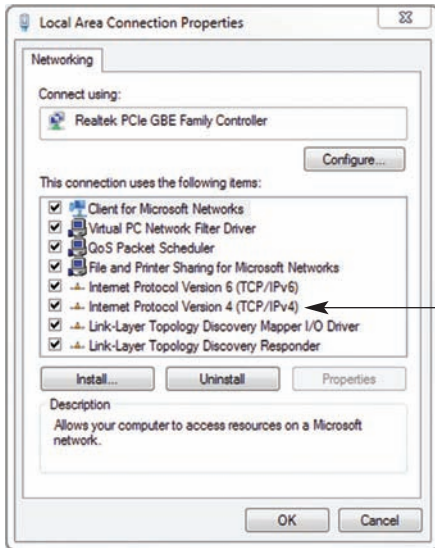 Local Area Connection Properties
Networking
Connect using:
Realtek PCIe GBE Family Controller
Configure...
This connection uses the following items:
Client for Microsoft Networks
Virtual PC Network Filter Driver
QoS Packet Scheduler
File and Printer Sharing for Microsoft Networks
Internet Protocol Version 6 (TCP/IPv6)
Internet Protocol Version 4 (TCP/IPv4)
Link-Layer Topology Discovery Mapper I/O Driver
Link-Layer Topology Discovery Responder
Install... Uninstall Properties
Description
Allows your computer to access resources on a Microsoft
network.
OK Cancel